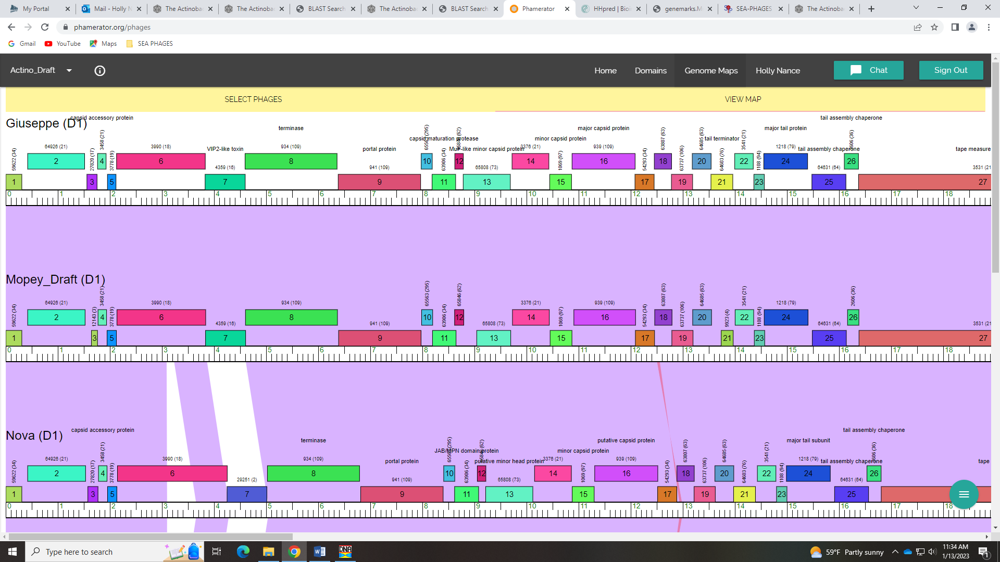 My Portal
Mail - Holly N
The Actinoba
The Actinoba
BLAST Search
The Actinoba
BLAST Search
Phamerator
HHpred | Bioi
genemarks.M
SEA-PHAGES
The Actinoba
phamerator.org/phages
Gmail YouTube Maps SEA PHAGES
Actino_Draft
Home Domains Genome Maps Holly Nance Chat Sign Out
SELECT PHAGES VIEW MAP
Giuseppe (D1)
capsid accessory protein tail assembly chaperone
terminase major capsid protein major tail protein
capsid maturation protease minor capsid protein tail terminator
VIP2-like toxin portal protein MuF-like minor capsid protein tail assembly chaperone tape measure
64926 (21) 3990 (18) 934 (109) 3376 (21) 939 (109) 1218 (79)
59622 (34) 27820 (17) 3458 (21) 3778 (19) 65563 (295) 63906 (34) 65846 (62) 1069 (97) 54293 (34) 63807 (63) 63737 (106) 64685 (63) 64603 (76) 3541 (21) 1108 (94) 2606 (36)
2 4 6 8 10 12 14 16 18 20 22 24 26
4359 (16) 941 (109) 65808 (73) 64631 (64) 3531 (21
1 3 5 7 9 11 13 15 17 19 21 23 25 27
0 1 2 3 4 5 6 7 8 9 10 11 12 13 14 15 16 17 18
Mopey_Draft (D1)
64926 (21) 3990 (18) 934 (109) 3376 (21) 939 (109) 1218 (79)
59622 (34) 12143 (3) 3458 (21) 3778 (19) 65563 (295) 63906 (34) 65846 (62) 1069 (97) 54293 (34) 63807 (63) 63737 (106) 64685 (63) 9923 (4) 3541 (21) 1108 (94) 2606 (36)
2 4 6 8 10 12 14 16 18 20 22 24 26
4359 (16) 941 (109) 65808 (73) 64631 (64) 3531 (21
1 3 5 7 9 11 13 15 17 19 21 23 25 27
0 1 2 3 4 5 6 7 8 9 10 11 12 13 14 15 16 17 18
Nova (D1)
capsid accessory protein tail assembly chaperone
terminase putative capsid protein major tail subunit
JAB/MPN domain protein minor capsid protein
portal protein putative minor head protein tail assembly chaperone tape
64926 (21) 3990 (18) 934 (109) 3376 (21) 939 (109) 1218 (79)
59622 (34) 27820 (17) 3458 (21) 3778 (19) 65563 (295) 63906 (34) 65846 (62) 1069 (97) 54293 (34) 63807 (63) 63737 (106) 64685 (63) 64603 (76) 3541 (21) 1108 (94) 2606 (36)
2 4 6 8 10 12 14 16 18 20 22 24 26
29251 (2) 941 (109) 65808 (73) 64631 (64)
1 3 5 7 9 11 13 15 17 19 21 23 25
0 1 2 3 4 5 6 7 8 9 10 11 12 13 14 15 16 17 18
Type here to search
DNA
59°F Partly sunny
11:34 AM
1/13/2023
1